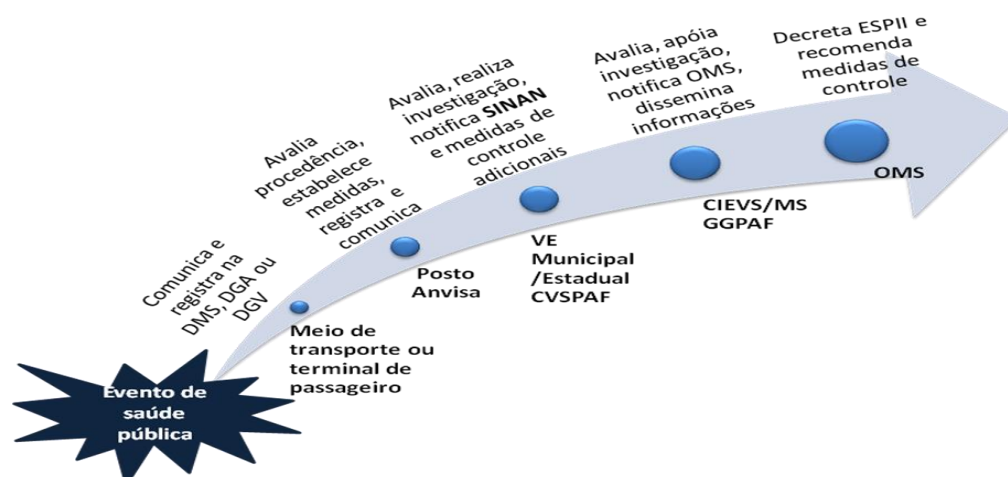 Evento de
saúde
pública
Comunica e
registra na
DMS, DGA ou
DGV
Meio de
transporte ou
terminal de
passageiro
Avalia
procedência,
estabelece
medidas,
registra e
comunica
Posto
Anvisa
Avalia, realiza
investigação,
notifica SINAN
e medidas de
controle
adicionais
VE
Municipal
/Estadual
CVSPAF
Avalia, apóia
investigação,
notifica OMS,
dissemina
informações
CIEVS/MS
GGPAF
Decreta ESPII e
recomenda
medidas de
controle
OMS